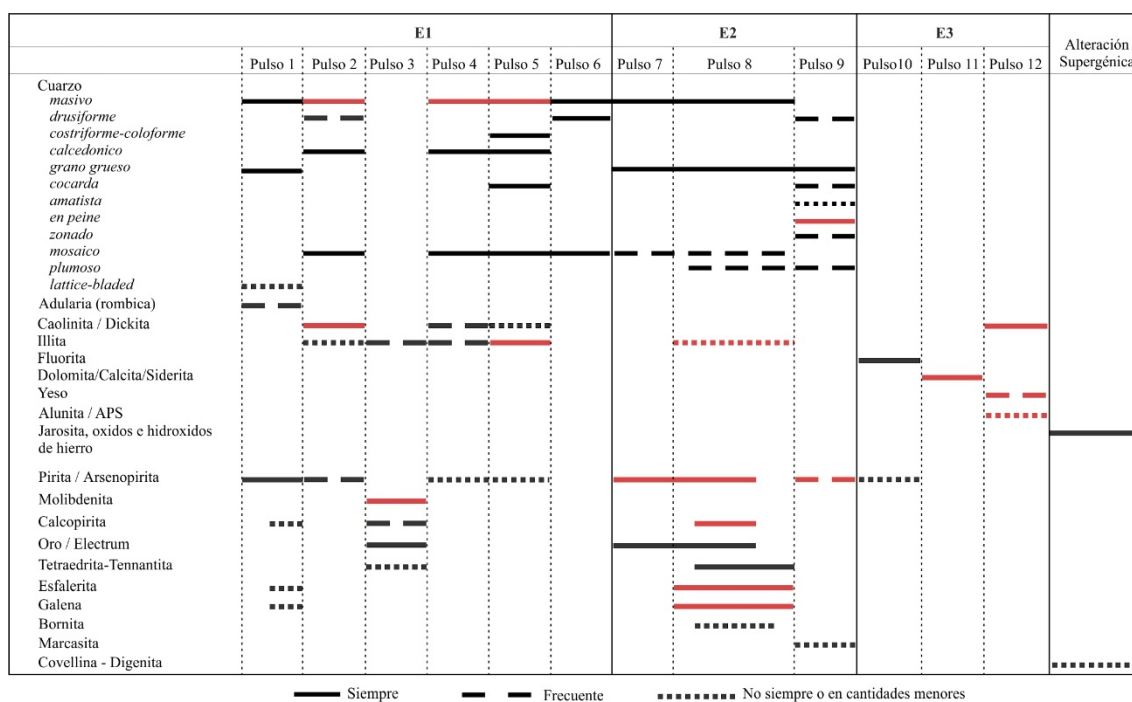 E1 E2 E3 Alteración
Supergénica
Pulso 1 Pulso 2 Pulso 3 Pulso 4 Pulso 5 Pulso 6 Pulso 7 Pulso 8 Pulso 9 Pulso10 Pulso 11 Pulso 12
Cuarzo
masivo
drusiforme
costriforme-coloforme
calcedonico
grano grueso
cocarda
amatista
en peine
zonado
mosaico
plumoso
lattice-bladed
Adularia (rombica)
Caolinita / Dickita
Illita
Fluorita
Dolomita/Calcita/Siderita
Yeso
Alunita / APS
Jarosita, oxidos e hidroxidos
de hierro
Pirita / Arsenopirita
Molibdenita
Calcopirita
Oro / Electrum
Tetraedrita-Tennantita
Esfalerita
Galena
Bornita
Marcasita
Covellina - Digenita
Siempre Frecuente No siempre o en cantidades menores